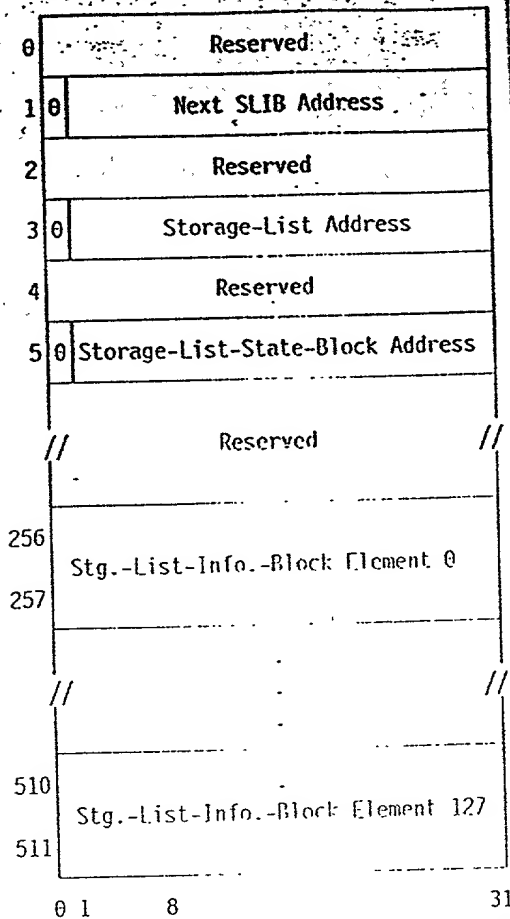 0 Reserved
1 0 Next SLIB Address
2 Reserved
3 0 Storage-List Address
4 Reserved
5 0 Storage-List-State-Block Address
// Reserved //
256
Stg.-List-Info.-Block Element 0
257
// //
510
Stg.-List-Info.-Block Element 127
511
0 1 8 31